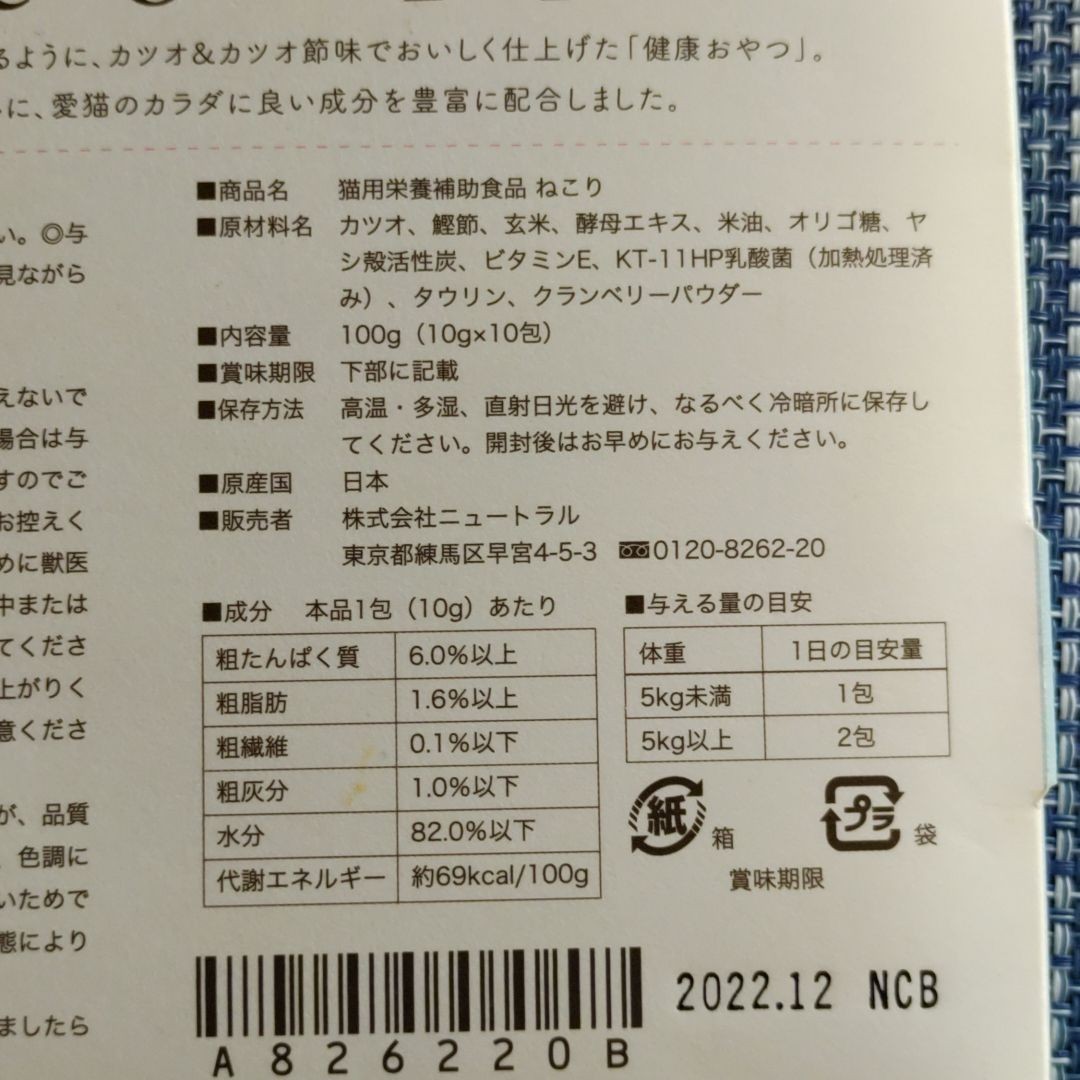 るように、カツオ&カツオ節味でおいしく仕上げた「健康おやつ」。
に、愛猫のカラダに良い成分を豊富に配合しました。
い。◎与
見ながら
えないで
場合は与
すのでご
お控えく
めに獣医
中または
てくださ
上がりく
意くださ
が、品質
色調に
いためで
態により
ましたら
■商品名 猫用栄養補助食品 ねこり
■原材料名 カツオ、鰹節、玄米、酵母エキス、米油、オリゴ糖、ヤ
シ殻活性炭、ビタミンE、KT-11HP乳酸菌（加熱処理済
み）、タウリン、クランベリーパウダー
■内容量 100g（10g×10包）
■賞味期限 下部に記載
■保存方法 高温・多湿、直射日光を避け、なるべく冷暗所に保存し
てください。開封後はお早めにお与えください。
■原産国 日本
■販売者 株式会社ニュートラル
東京都練馬区早宮4-5-3 0120-8262-20
■成分 本品1包（10g）あたり
粗たんぱく質 6.0%以上
粗脂肪 1.6%以上
粗繊維 0.1%以下
粗灰分 1.0%以下
水分 82.0%以下
代謝エネルギー 約69kcal/100g
■与える量の目安
体重 1日の目安量
5kg未満 1包
5kg以上 2包
紙 箱 プラ 袋
賞味期限
2022.12 NCB
A826220B